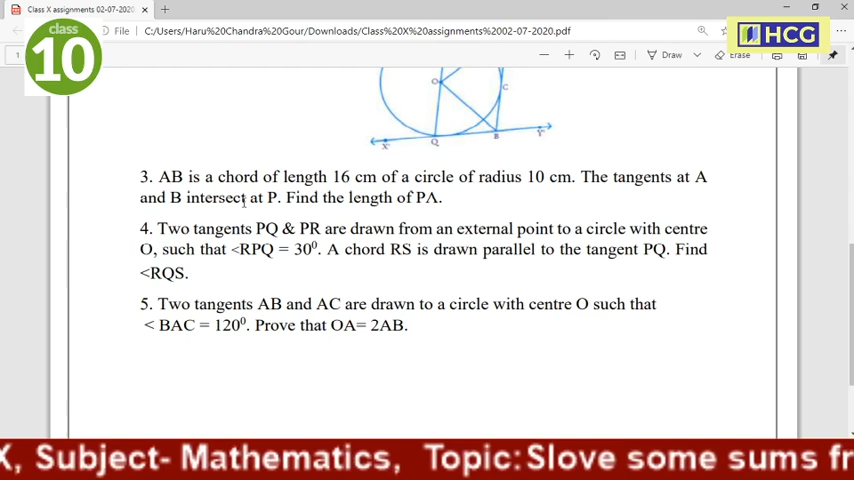 Class X assignments 02-07-2020.
class
10
File
C:/Users/Haru%20Chandra%20Gour/Downloads/Class%20X%20assignments%2002-07-2020.pdf
HCG
1
Draw
Erase
O
C
X
Q
B
Y
3. AB is a chord of length 16 cm of a circle of radius 10 cm. The tangents at A
and B intersect at P. Find the length of PA.
4. Two tangents PQ & PR are drawn from an external point to a circle with centre
O, such that <RPQ = 30⁰. A chord RS is drawn parallel to the tangent PQ. Find
<RQS.
5. Two tangents AB and AC are drawn to a circle with centre O such that
< BAC = 120⁰. Prove that OA= 2AB.
X, Subject- Mathematics, Topic:Slove some sums fr